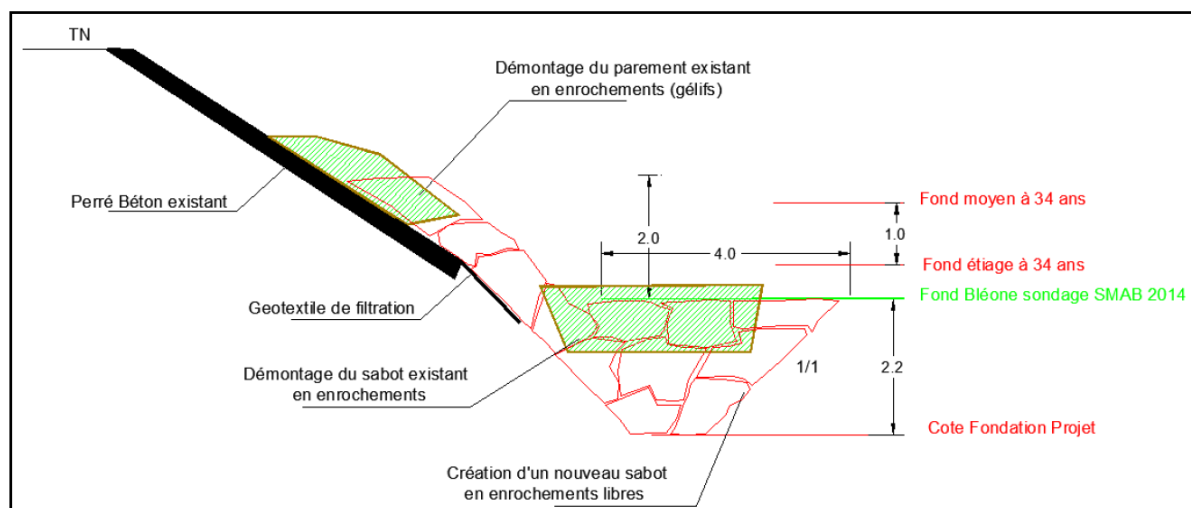 TN
Démontage du parement existant
en enrochements (gélifs)
Perré Béton existant
Fond moyen à 34 ans
2.0
4.0
1.0
Fond étiage à 34 ans
Geotextile de filtration
Fond Bléone sondage SMAB 2014
Démontage du sabot existant
en enrochements
1/1
2.2
Cote Fondation Projet
Création d'un nouveau sabot
en enrochements libres